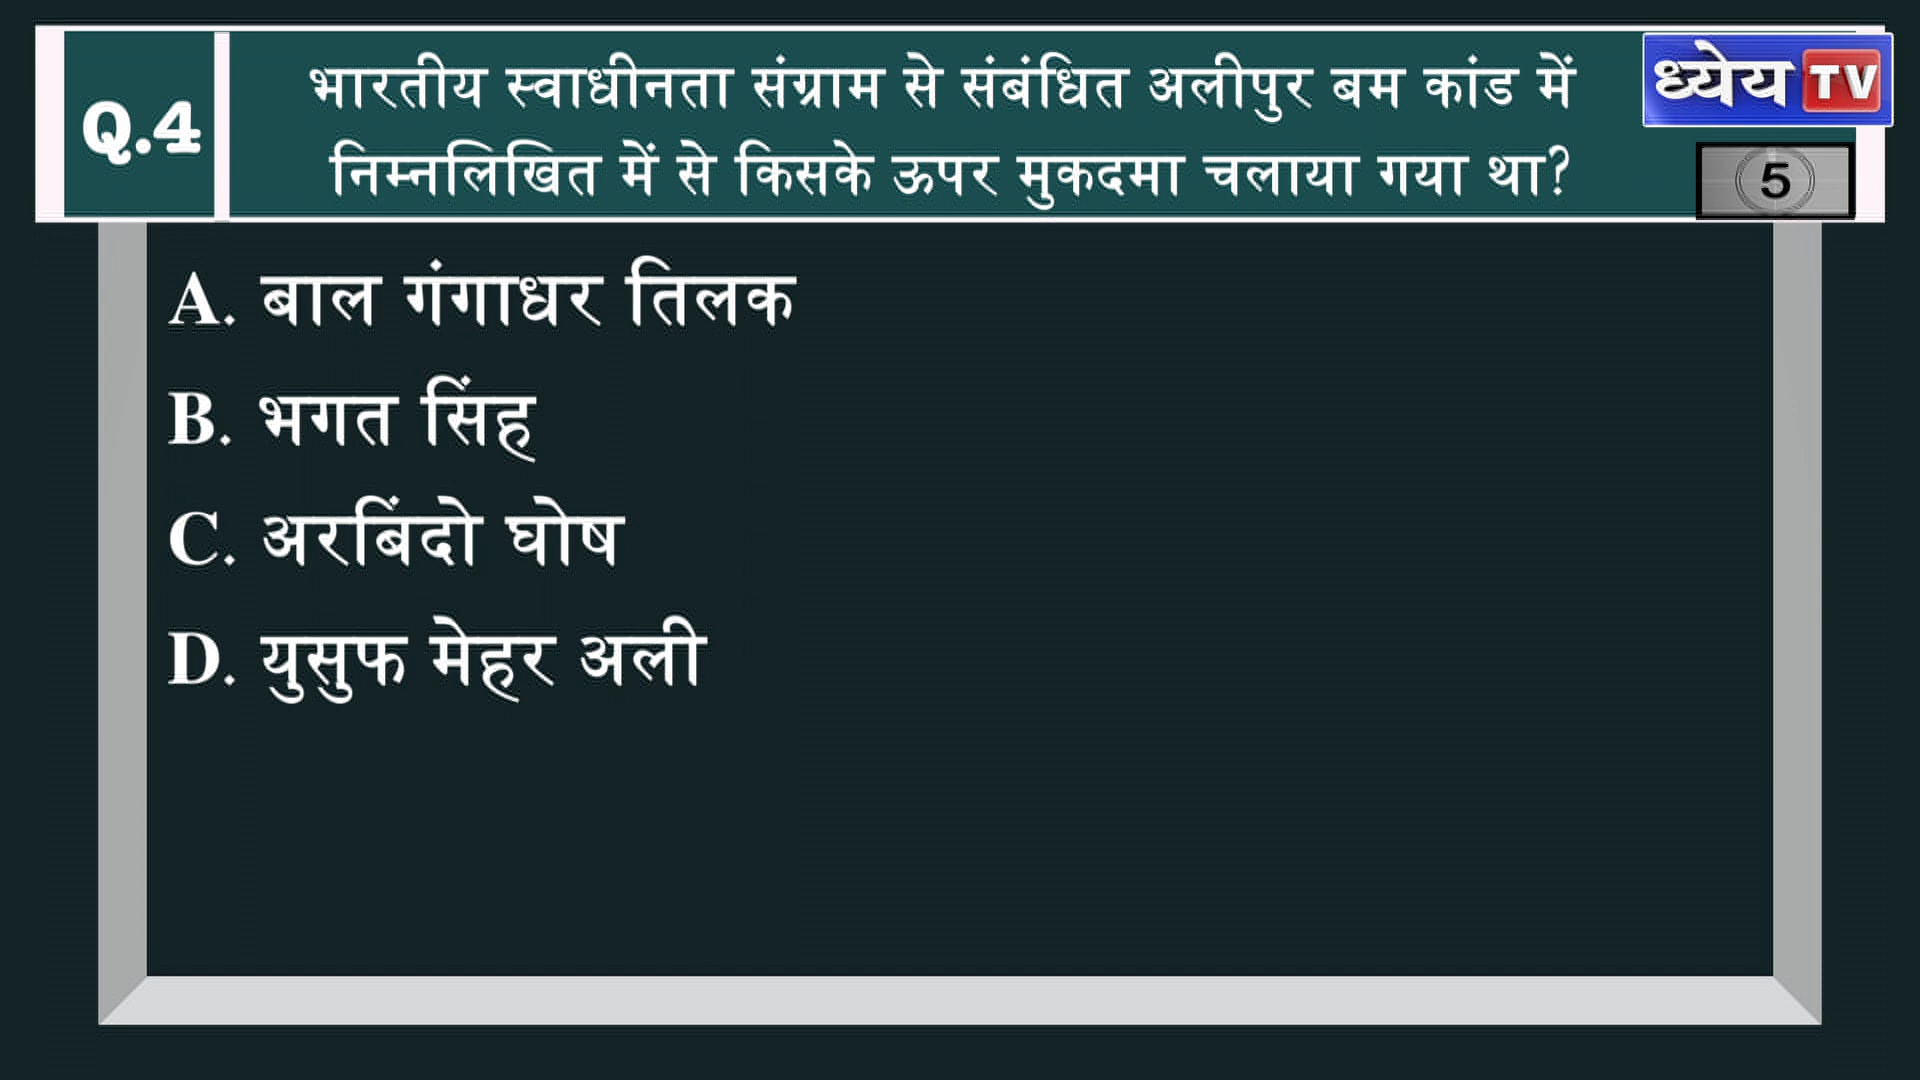 Q.4
भारतीय स्वाधीनता संग्राम से संबंधित अलीपुर बम कांड में
निम्नलिखित में से किसके ऊपर मुकदमा चलाया गया था?
ध्येय TV
5
A. बाल गंगाधर तिलक
B. भगत सिंह
C. अरबिंदो घोष
D. युसुफ मेहर अली